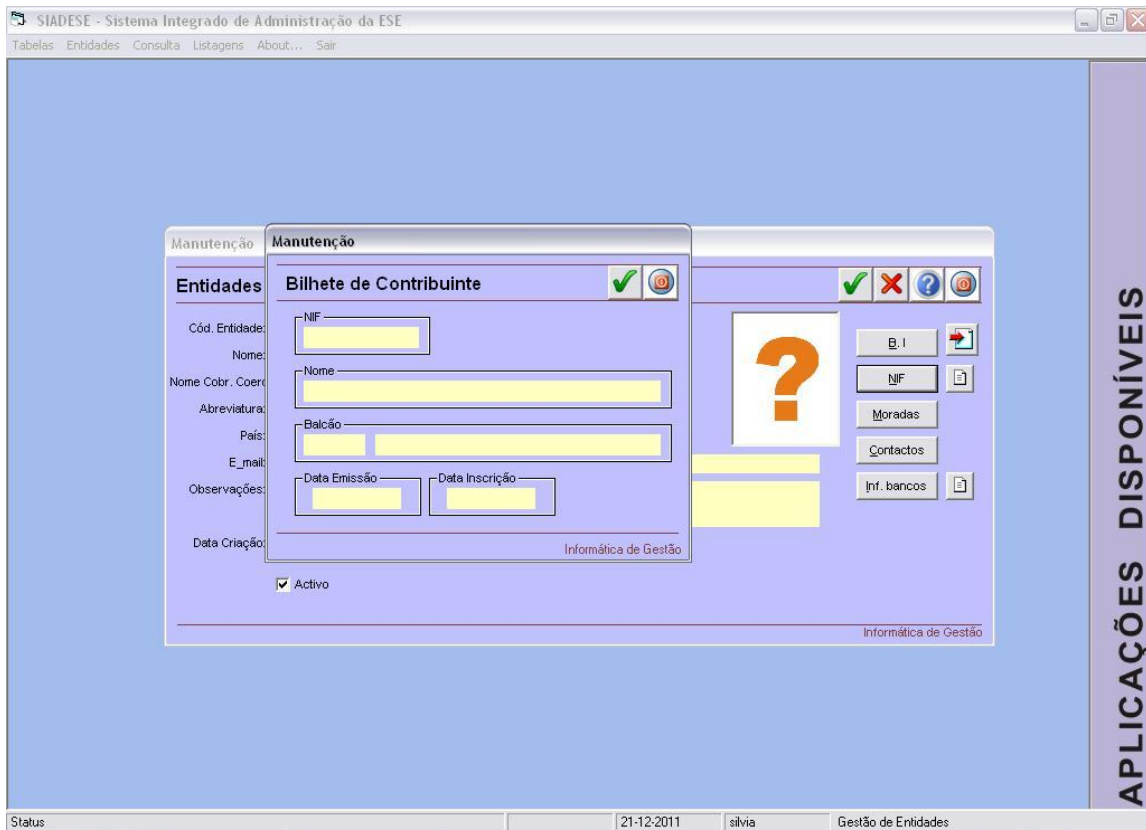 SIADESE - Sistema Integrado de Administração da ESE
Tabelas Entidades Consulta Listagens About... Sair
Manutenção
Entidades
Cód. Entidade:
Nome:
Nome Cobr. Coerc
Abreviatura:
País:
E_mail:
Observações:
Data Criação:
Activo
Informática de Gestão
Manutenção
Bilhete de Contribuinte
NIF
Nome
Balcão
Data Emissão Data Inscrição
Informática de Gestão
?
B. I
NIF
Moradas
Contactos
Inf. bancos
APLICAÇÕES DISPONÍVEIS
Status 21-12-2011 silvia Gestão de Entidades